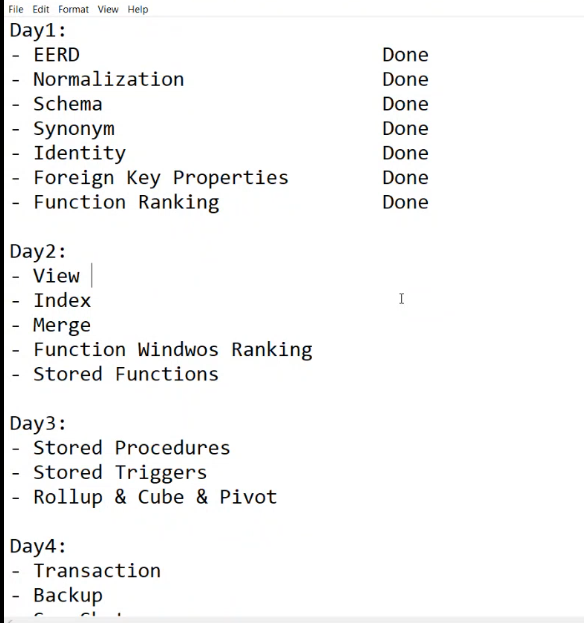 File Edit Format View Help
Day1:
- EERD Done
- Normalization Done
- Schema Done
- Synonym Done
- Identity Done
- Foreign Key Properties Done
- Function Ranking Done
Day2:
- View
- Index
- Merge
- Function Windwos Ranking
- Stored Functions
Day3:
- Stored Procedures
- Stored Triggers
- Rollup & Cube & Pivot
Day4:
- Transaction
- Backup